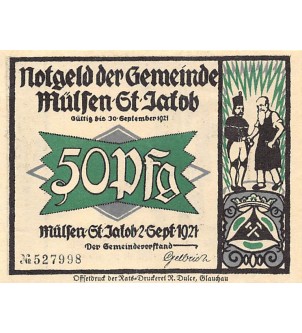 Notgeld der Gemeinde
Mülsen-St. Jakob
Gültig bis 30. September 1921
50 Pfg
Mülsen-St. Jakob 2. Sept. 1921
Der Gemeindevorstand
№ 527998
Offsetdruck der Rats-Druckerei R. Dulce, Glauchau